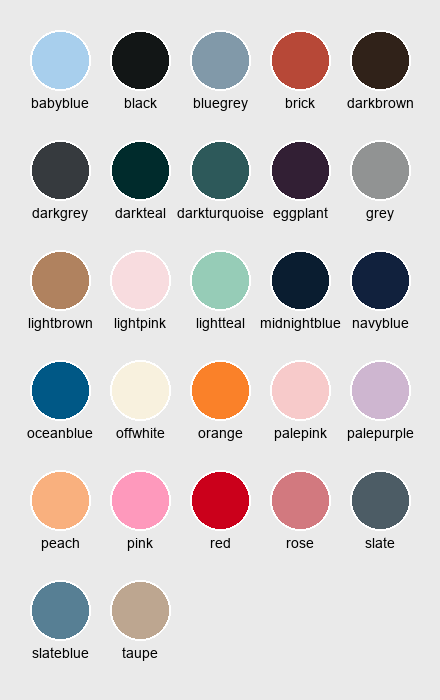 babyblue black bluegrey brick darkbrown
darkgrey darkteal darkturquoise eggplant grey
lightbrown lightpink lightteal midnightblue navyblue
oceanblue offwhite orange palepink palepurple
peach pink red rose slate
slateblue taupe